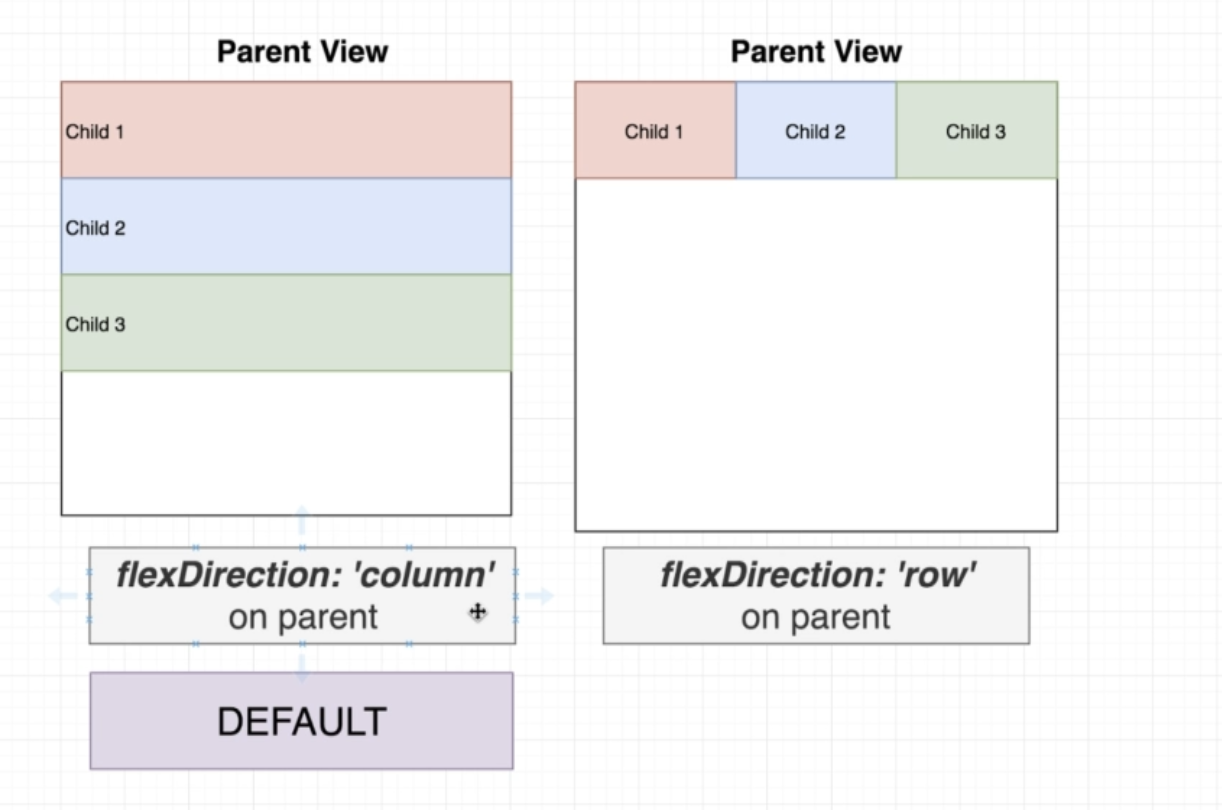 Parent View
Child 1
Child 2
Child 3
flexDirection: 'column'
on parent
DEFAULT
Parent View
Child 1
Child 2
Child 3
flexDirection: 'row'
on parent